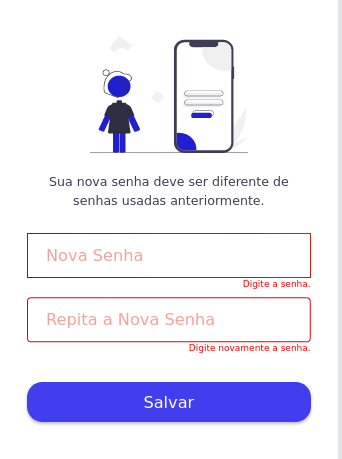 Sua nova senha deve ser diferente de
senhas usadas anteriormente.
Nova Senha
Digite a senha.
Repita a Nova Senha
Digite novamente a senha.
Salvar